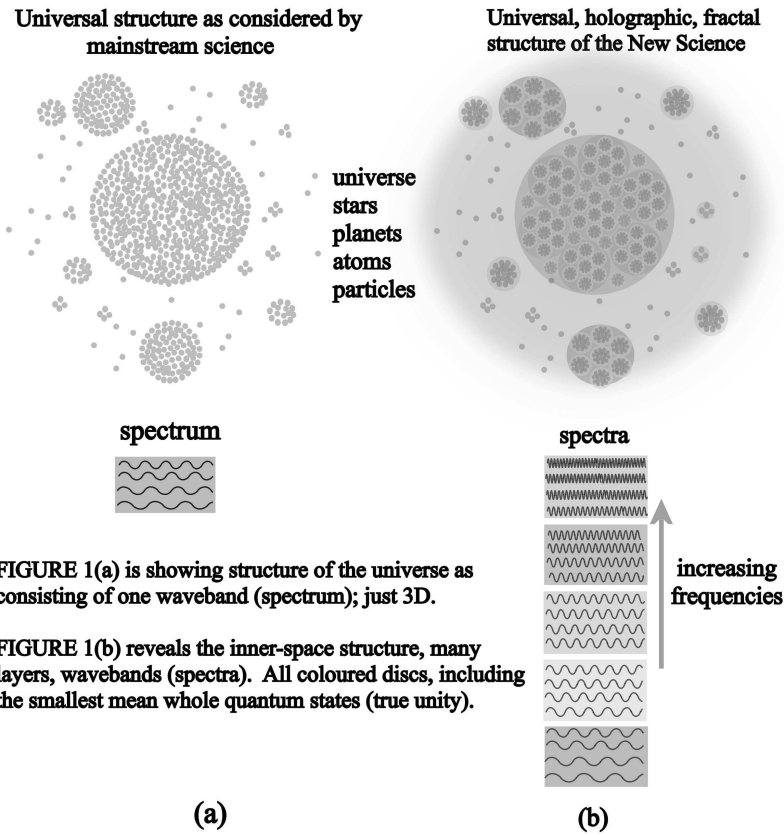 Universal structure as considered by
mainstream science
Universal, holographic, fractal
structure of the New Science
universe
stars
planets
atoms
particles
spectrum
spectra
increasing
frequencies
FIGURE 1(a) is showing structure of the universe as
consisting of one waveband (spectrum); just 3D.
FIGURE 1(b) reveals the inner-space structure, many
layers, wavebands (spectra). All coloured discs, including
the smallest mean whole quantum states (true unity).
(a)
(b)